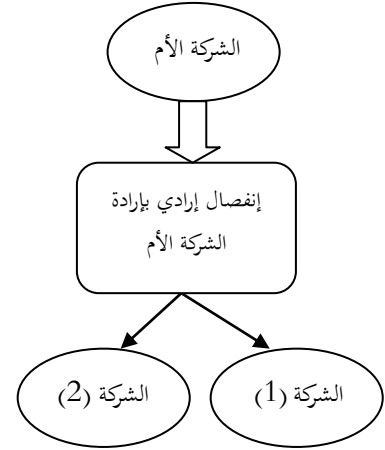 الشركة الأم
إنفصال إرادي بإرادة
الشركة الأم
الشركة (1)
الشركة (2)